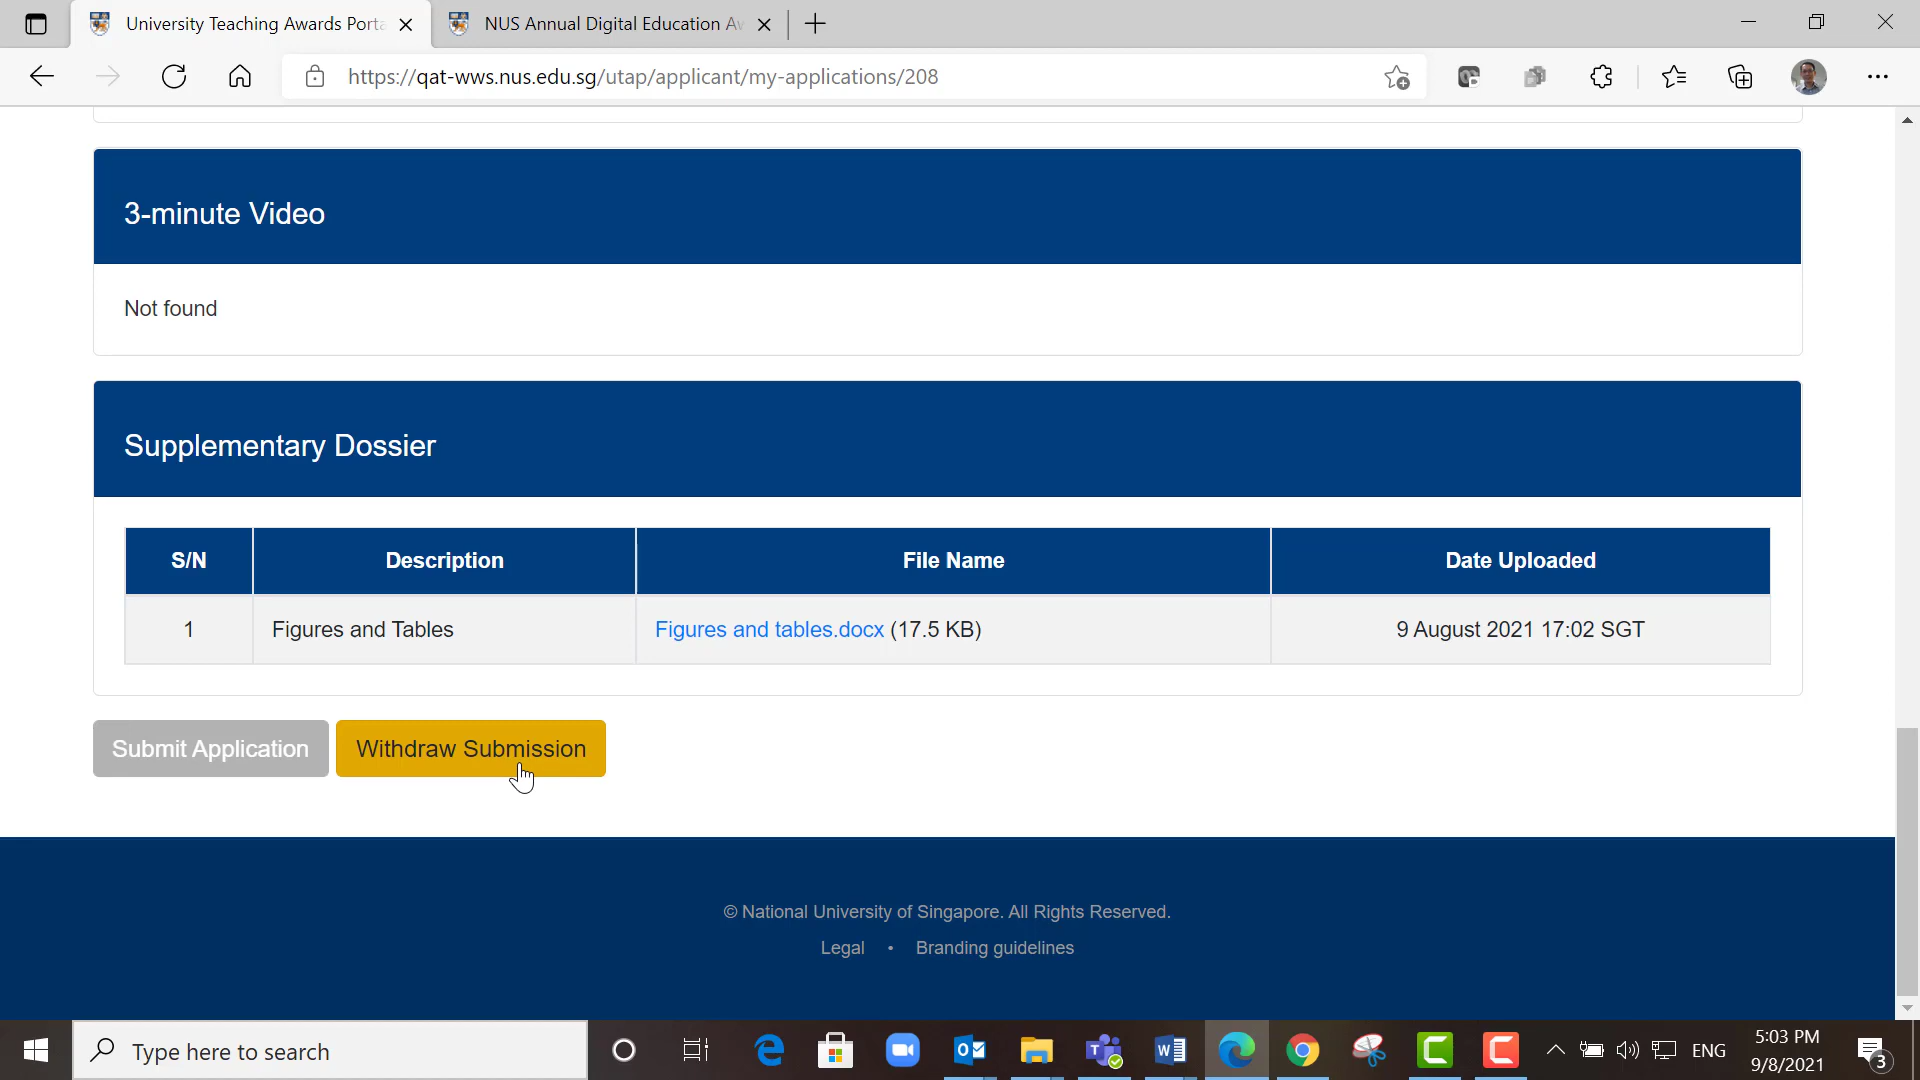 University Teaching Awards Porta
NUS Annual Digital Education Aw
https://qat-wws.nus.edu.sg/utap/applicant/my-applications/208
3-minute Video
Not found
Supplementary Dossier
S/N Description File Name Date Uploaded
1 Figures and Tables Figures and tables.docx (17.5 KB) 9 August 2021 17:02 SGT
Submit Application Withdraw Submission
© National University of Singapore. All Rights Reserved.
Legal • Branding guidelines
Type here to search
ENG
5:03 PM
9/8/2021
3